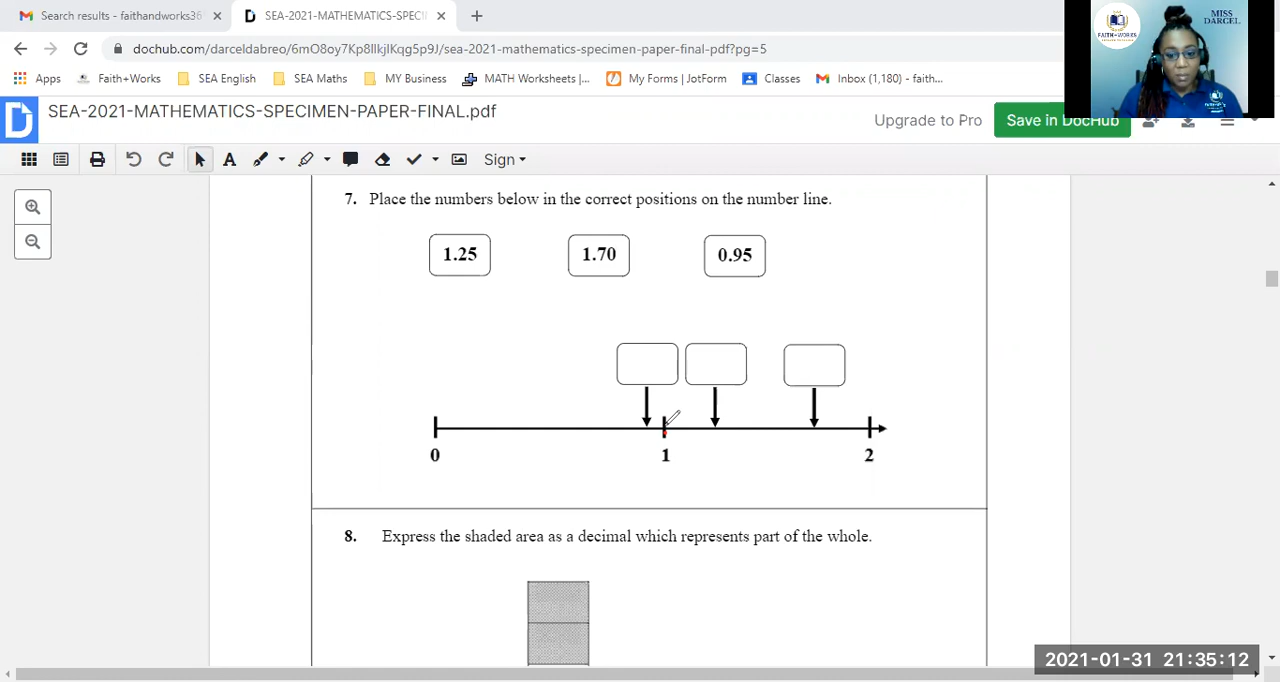 Search results - faithandworks36
SEA-2021-MATHEMATICS-SPECI
dochub.com/dareldabreo/6mO9dy7Kp8llkjlKqgPp9J/sea-2021-mathematics-specimen-paper-final-pdf?pg=5
Apps Faith+Works SEA English SEA Maths MY Business MATH Worksheets |... My Forms | JotForm Classes Inbox (1,180) - faith...
MISS
DARCEL
FAITH+WORKS
SEA-2021-MATHEMATICS-SPECIMEN-PAPER-FINAL.pdf
Upgrade to Pro
Save in DocHub
A
Sign
7. Place the numbers below in the correct positions on the number line.
1.25 1.70 0.95
0 1 2
8. Express the shaded area as a decimal which represents part of the whole.
2021-01-31 21:35:12